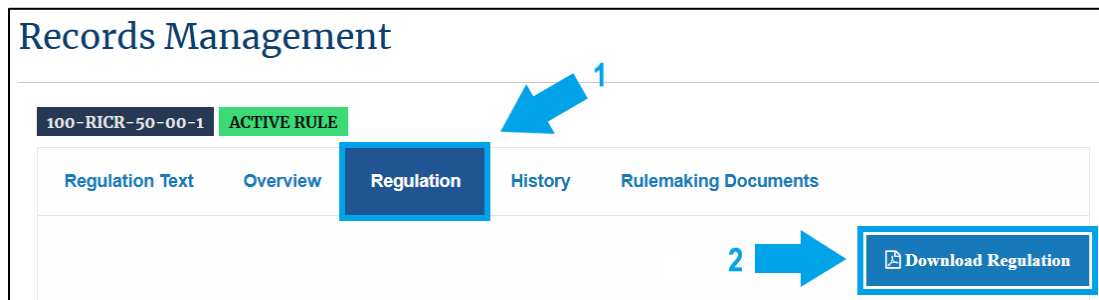 Records Management
1
100-RICR-50-00-1 ACTIVE RULE
Regulation Text Overview Regulation History Rulemaking Documents
2 Download Regulation